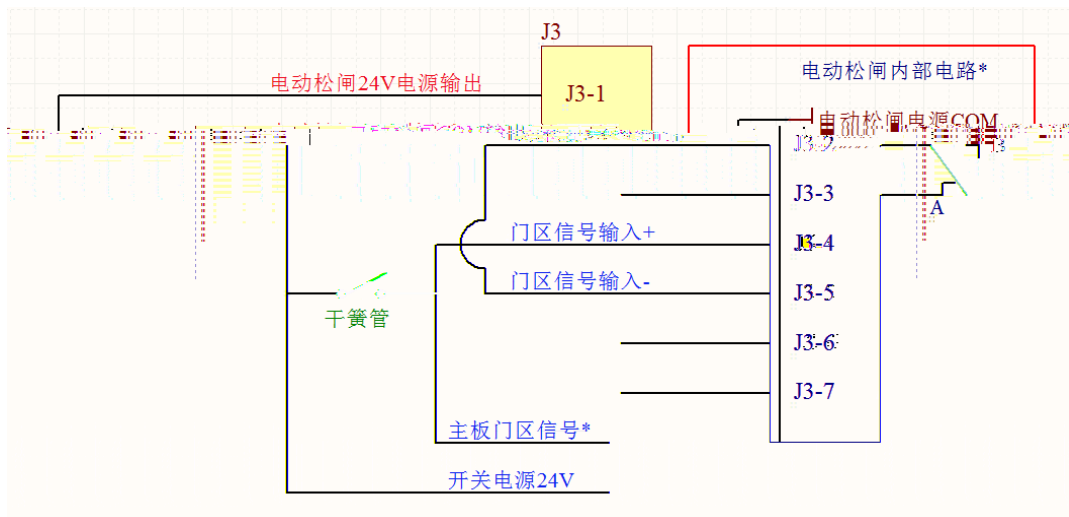 J3
电动松闸内部电路*
电动松闸24V电源输出
J3-1
电动松闸电源COM
J3-2
J3-3
A
门区信号输入+
J3-4
门区信号输入-
J3-5
干簧管
J3-6
J3-7
主板门区信号*
开关电源24V